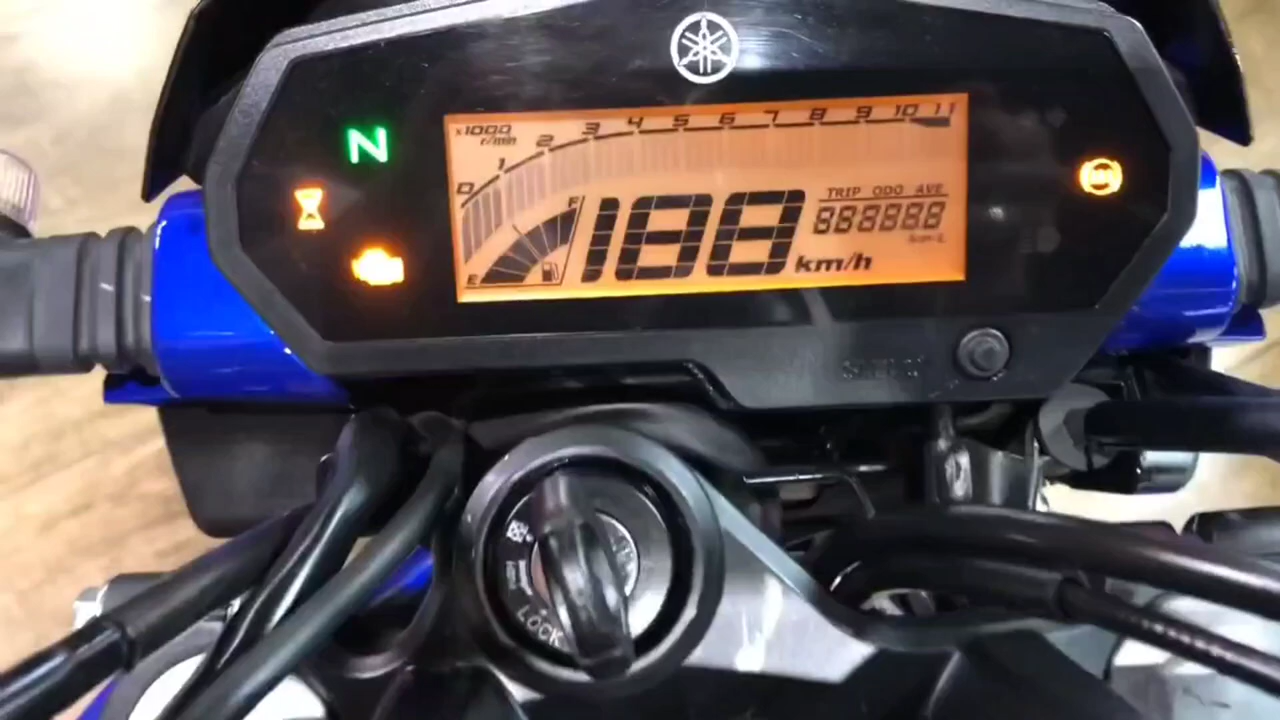 N
x1000 r/min
0 1 2 3 4 5 6 7 8 9 10 11
F
E
188
km/h
TRIP ODO AVE
888888
LOCK